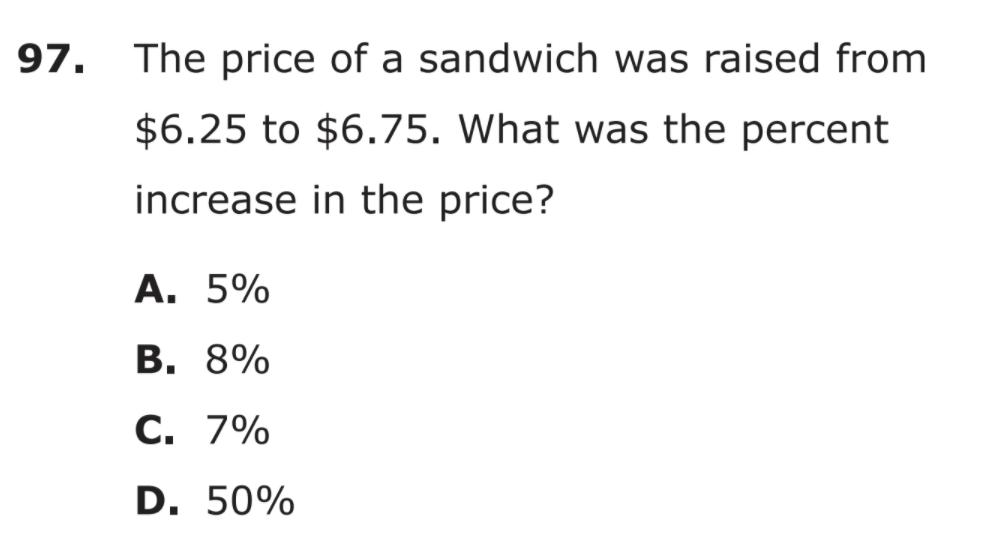 97. The price of a sandwich was raised from
$6.25 to $6.75. What was the percent
increase in the price?
A. 5%
B. 8%
C. 7%
D. 50%